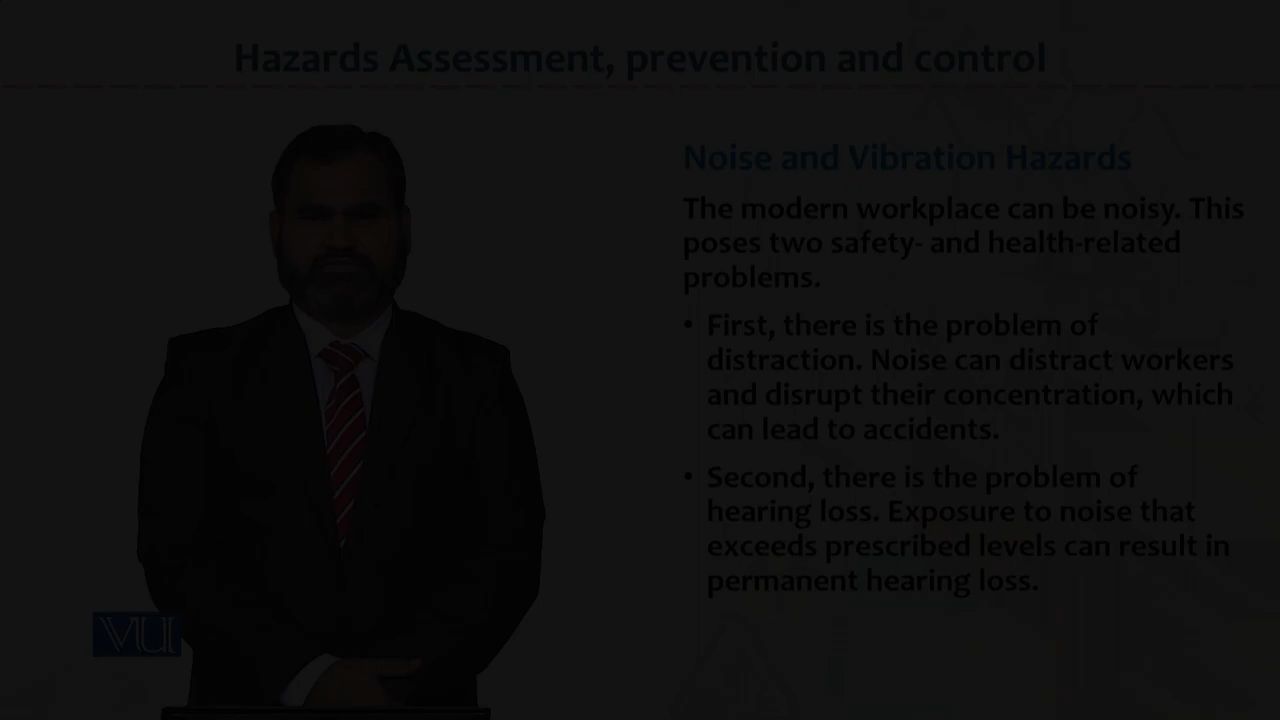 Hazards Assessment, prevention and control
Noise and Vibration Hazards
The modern workplace can be noisy. This
poses two safety- and health-related
problems.
• First, there is the problem of
distraction. Noise can distract workers
and disrupt their concentration, which
can lead to accidents.
• Second, there is the problem of
hearing loss. Exposure to noise that
exceeds prescribed levels can result in
permanent hearing loss.
VU